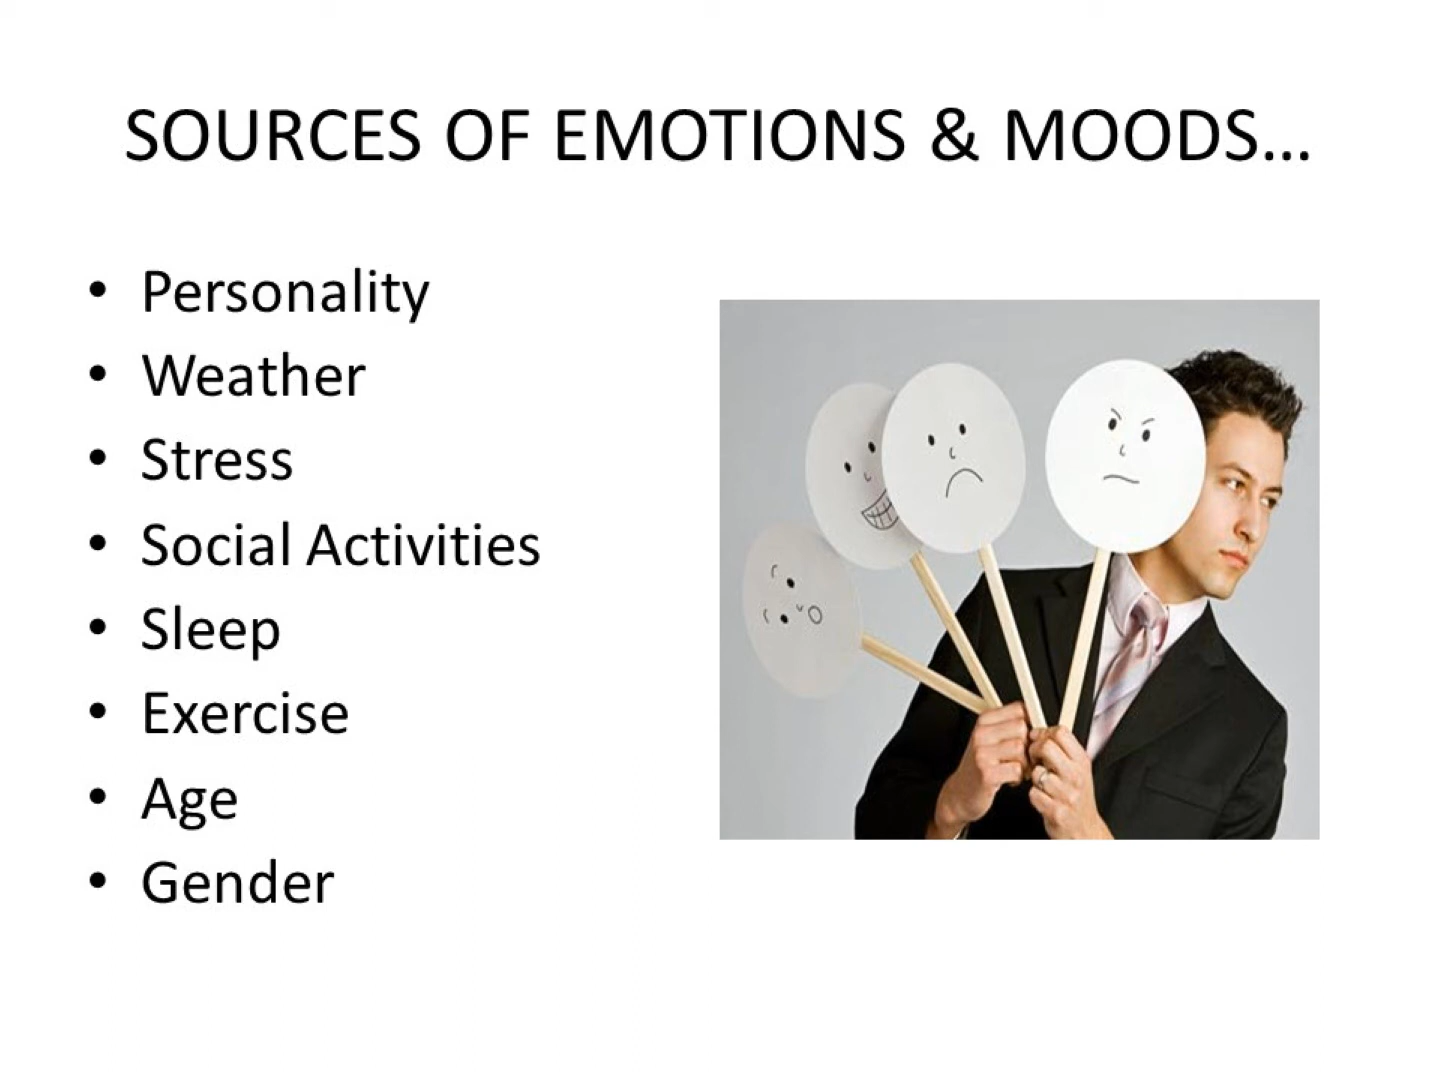 SOURCES OF EMOTIONS & MOODS...
• Personality
• Weather
• Stress
• Social Activities
• Sleep
• Exercise
• Age
• Gender